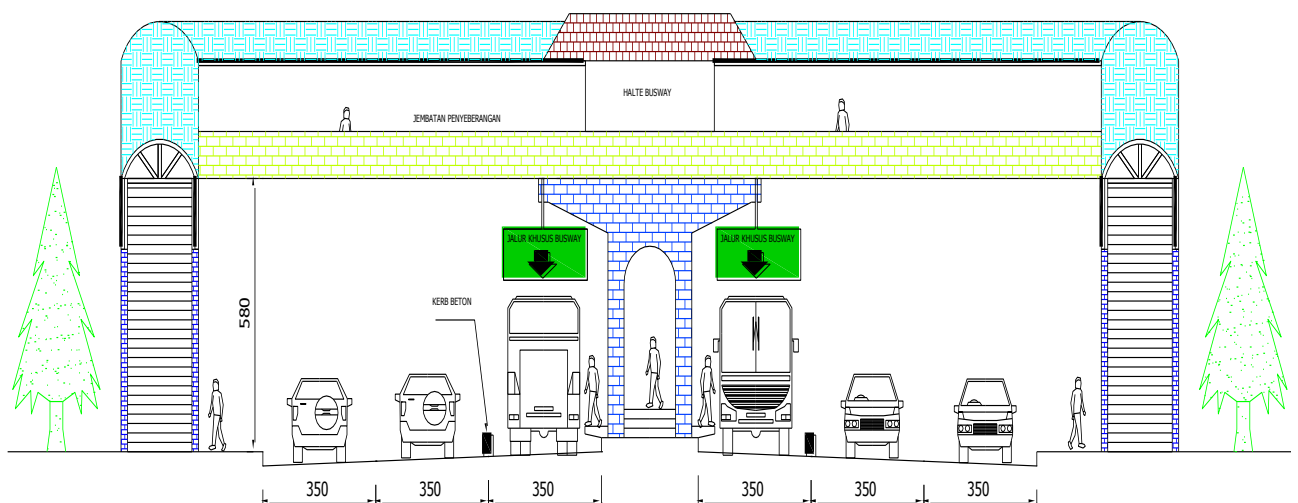 HALTE BUSWAY
JEMBATAN PENYEBERANGAN
JALUR KHUSUS BUSWAY
JALUR KHUSUS BUSWAY
KERB BETON
580
350
350
350
350
350
350